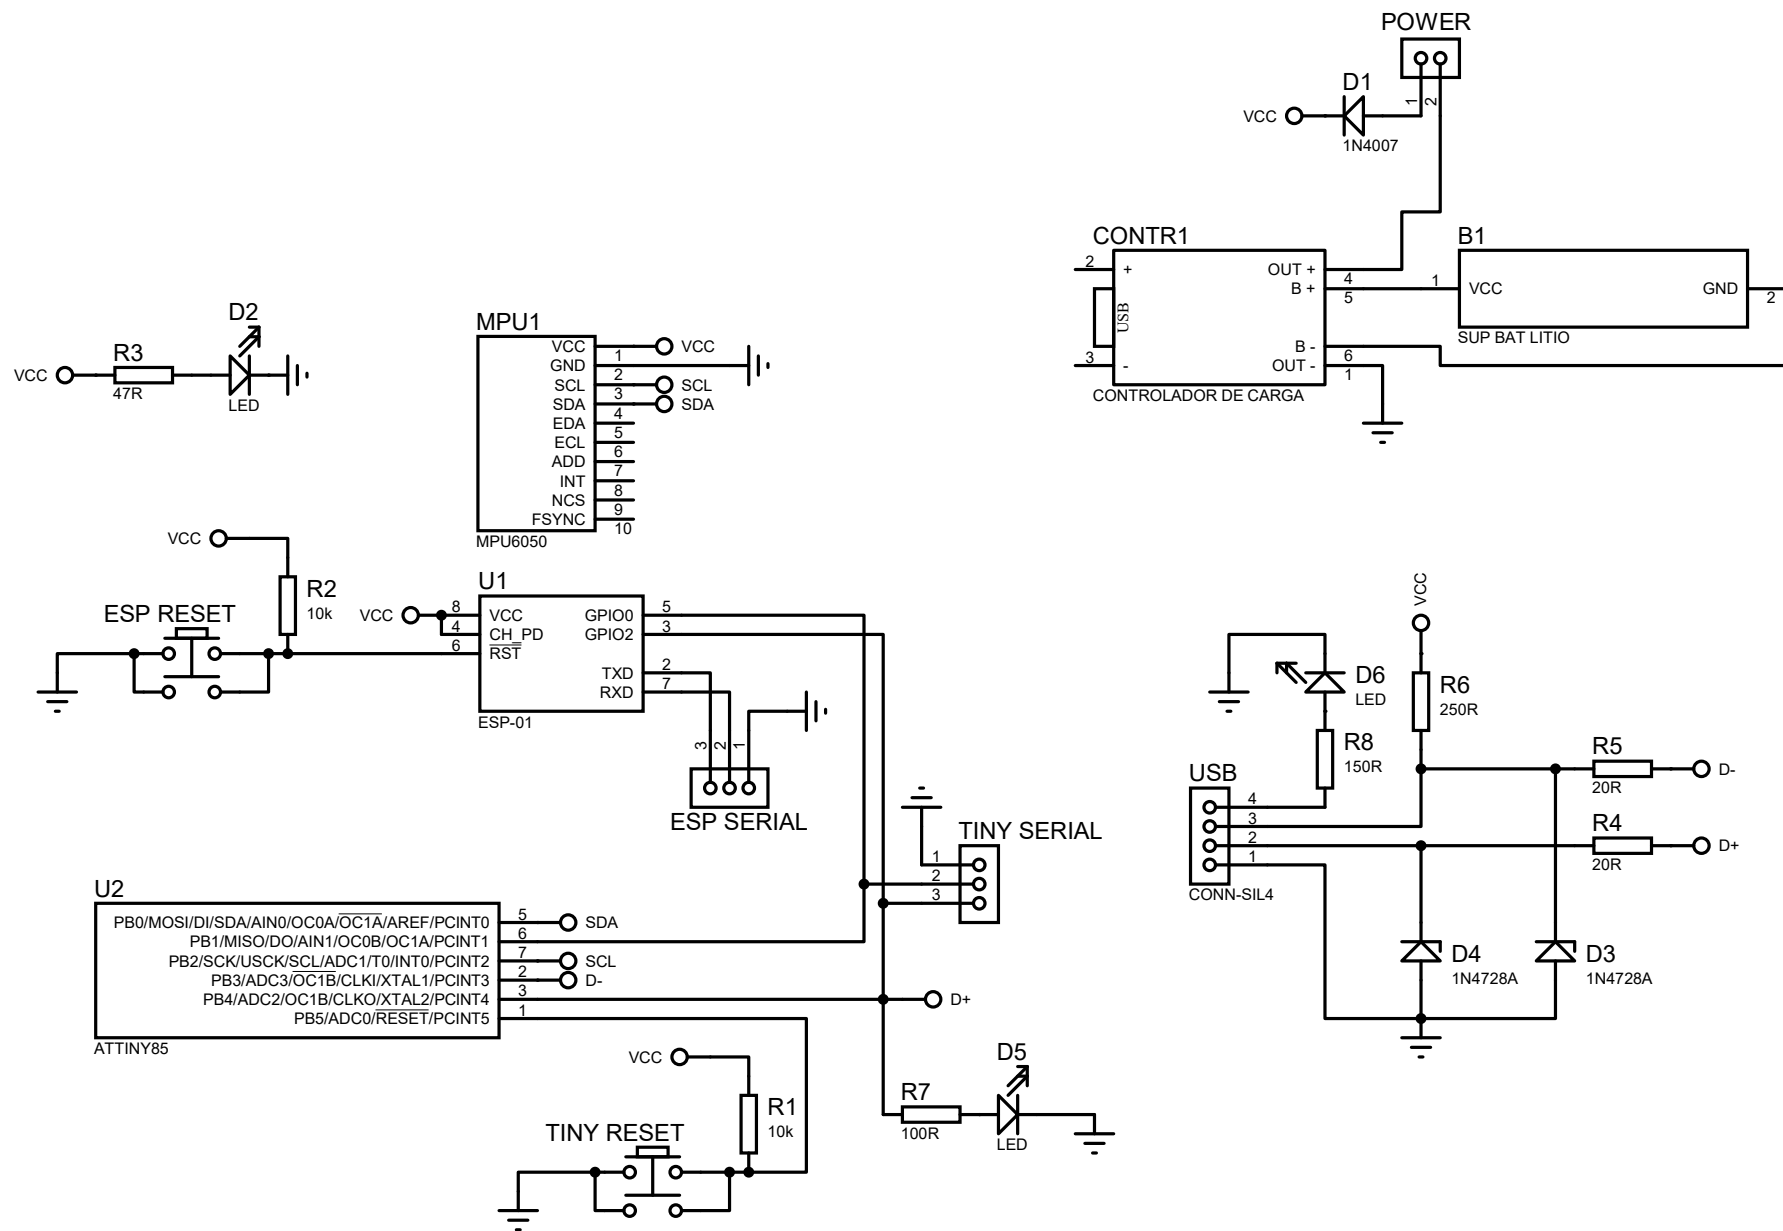 POWER
1
2
D1
VCC
1N4007
CONTR1
2
+
OUT +
4
B +
5
USB
3
-
B -
6
OUT -
1
CONTROLADOR DE CARGA
B1
1
VCC
GND
2
SUP BAT LITIO
D2
R3
VCC
47R
LED
MPU1
VCC
1
VCC
GND
2
SCL
3
SCL
SDA
4
SDA
EDA
5
ECL
6
ADD
7
INT
8
NCS
9
FSYNC
10
MPU6050
VCC
R2
10k
ESP RESET
U1
VCC
8
VCC
4
CH_PD
6
RST
GPIO0
5
GPIO2
3
TXD
2
RXD
7
ESP-01
3
2
1
ESP SERIAL
TINY SERIAL
1
2
3
VCC
D6
LED
R6
250R
R8
150R
R5
20R
D-
USB
4
3
2
1
CONN-SIL4
R4
20R
D+
D4
1N4728A
D3
1N4728A
U2
PB0/MOSI/DI/SDA/AIN0/OC0A/OC1A/AREF/PCINT0
5
SDA
PB1/MISO/DO/AIN1/OC0B/OC1A/PCINT1
6
PB2/SCK/USCK/SCL/ADC1/T0/INT0/PCINT2
7
SCL
PB3/ADC3/OC1B/CLKI/XTAL1/PCINT3
2
D-
PB4/ADC2/OC1B/CLKO/XTAL2/PCINT4
3
D+
PB5/ADC0/RESET/PCINT5
1
ATTINY85
VCC
R1
10k
TINY RESET
D5
R7
100R
LED